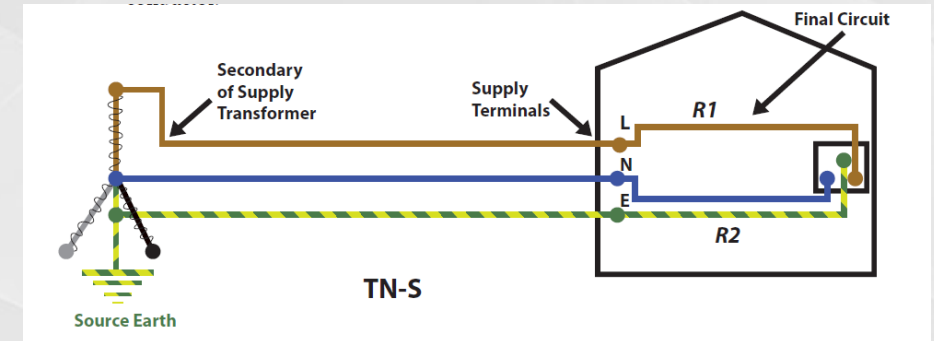 Final Circuit
Secondary
of Supply
Transformer
Supply
Terminals
L
R1
N
E
R2
TN-S
Source Earth